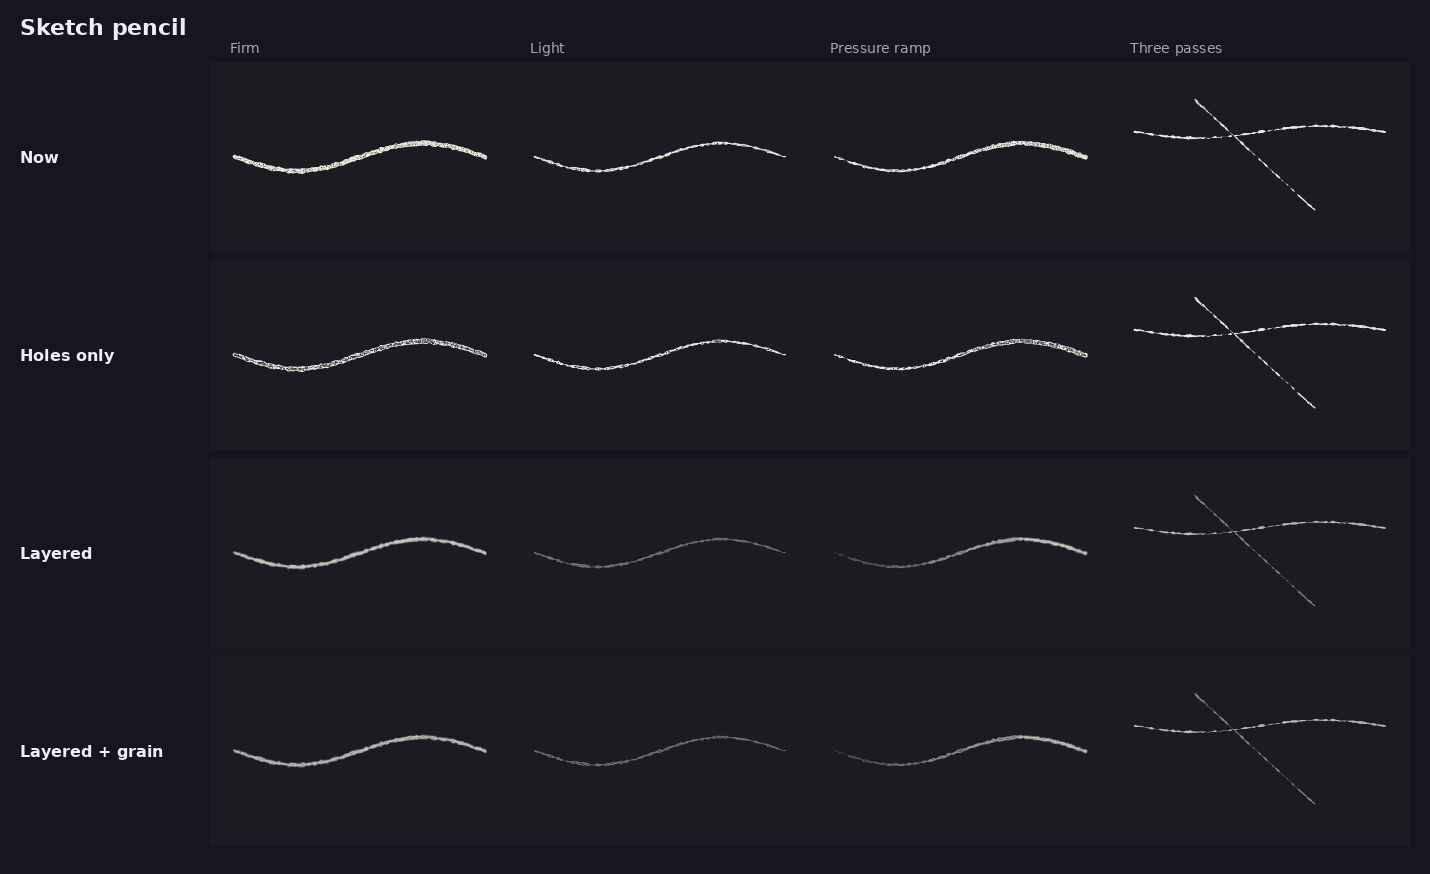 Sketch pencil
Firm
Light
Pressure ramp
Three passes
Now
Holes only
Layered
Layered + grain